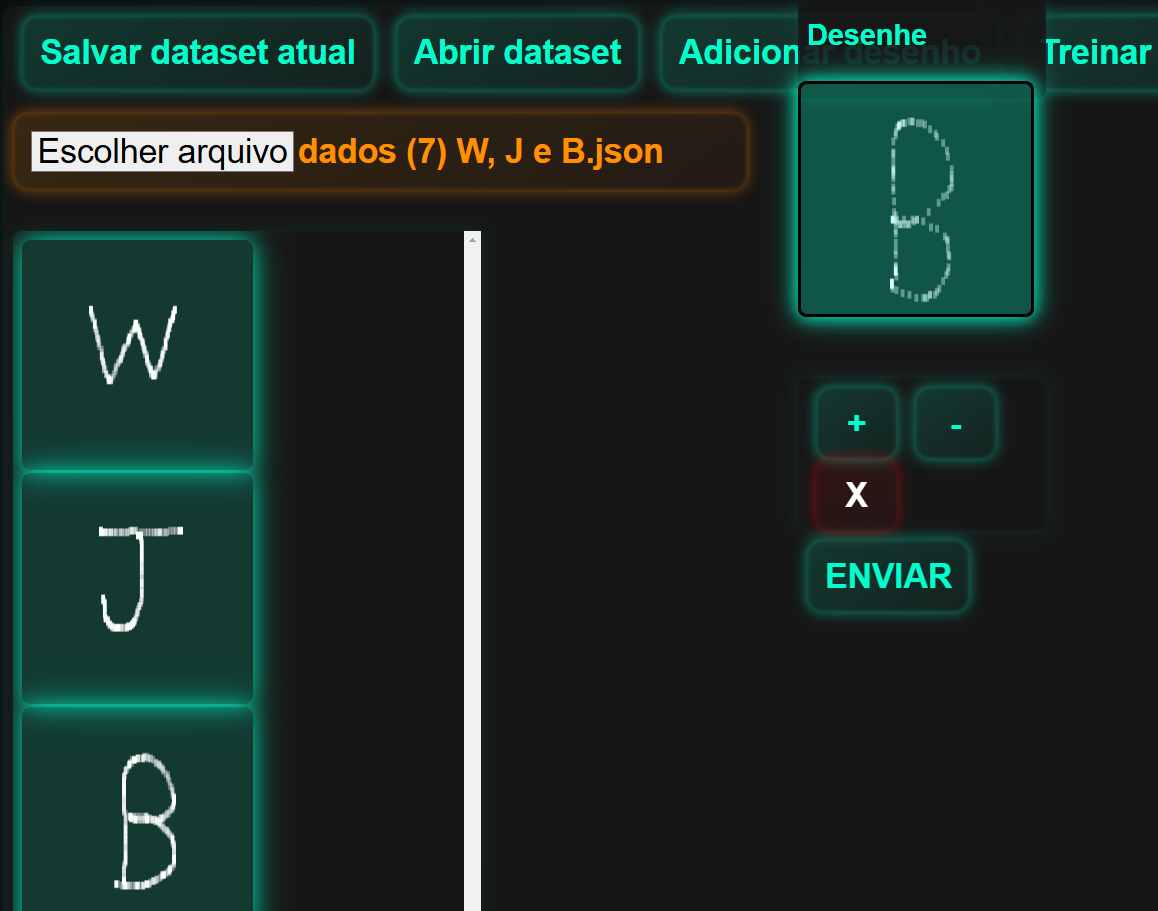 Salvar dataset atual Abrir dataset Adicionar desenho Treinar
Desenhe
Escolher arquivo dados (7) W, J e B.json
B
W
J
B
+ -
X
ENVIAR